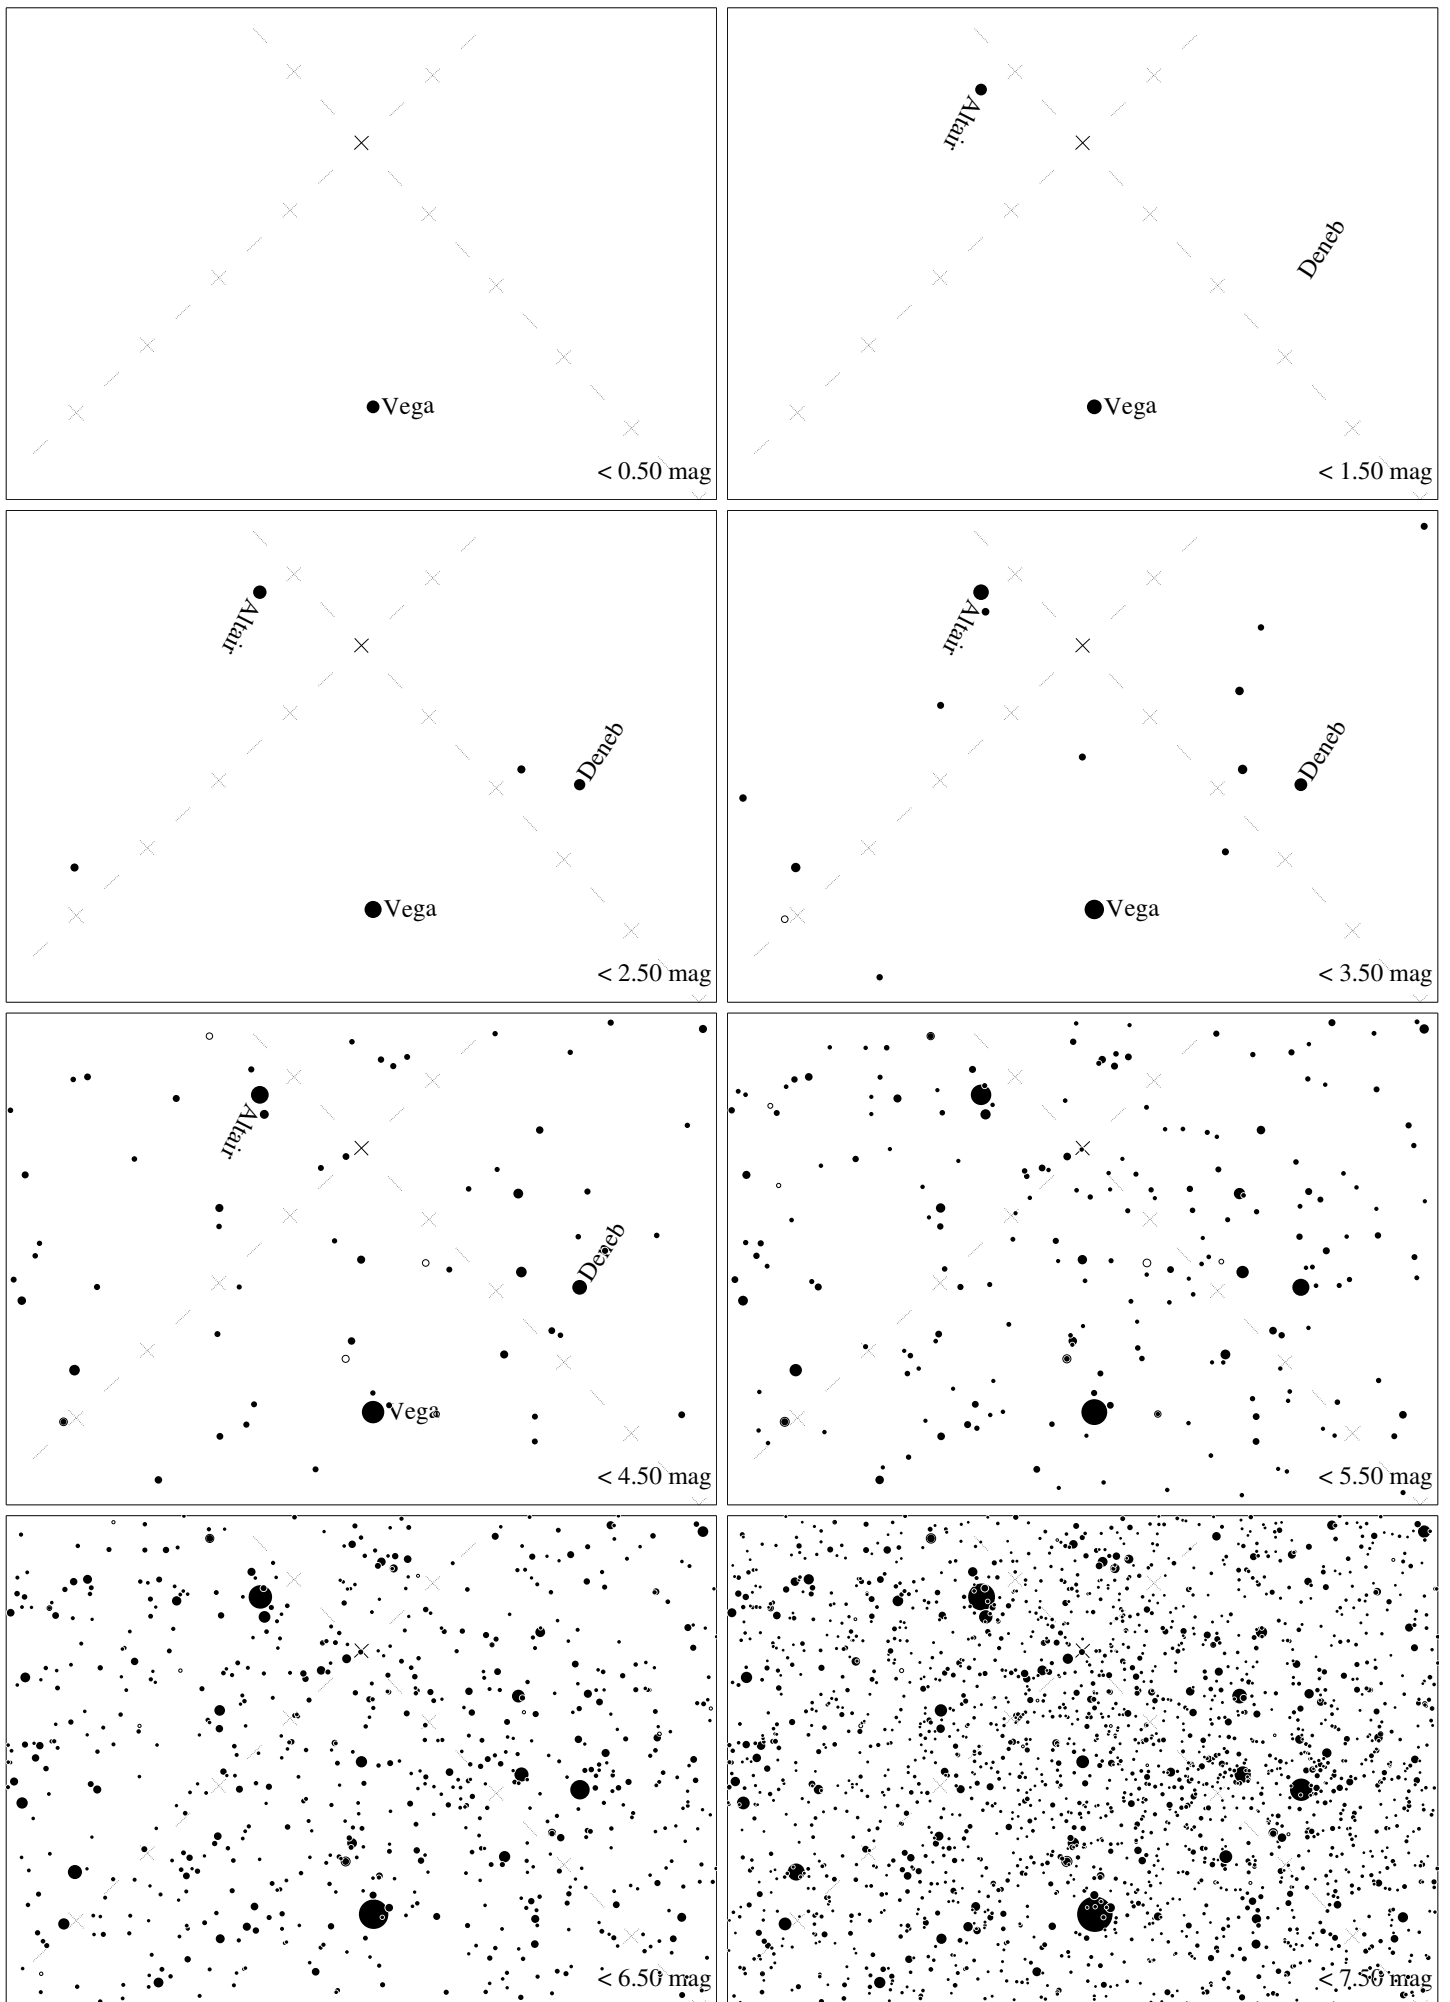 Vega
< 0.50 mag
Altair
Deneb
Vega
< 1.50 mag
Altair
Deneb
Vega
< 2.50 mag
Altair
Deneb
Vega
< 3.50 mag
Altair
Deneb
Vega
< 4.50 mag
< 5.50 mag
< 6.50 mag
< 7.50 mag